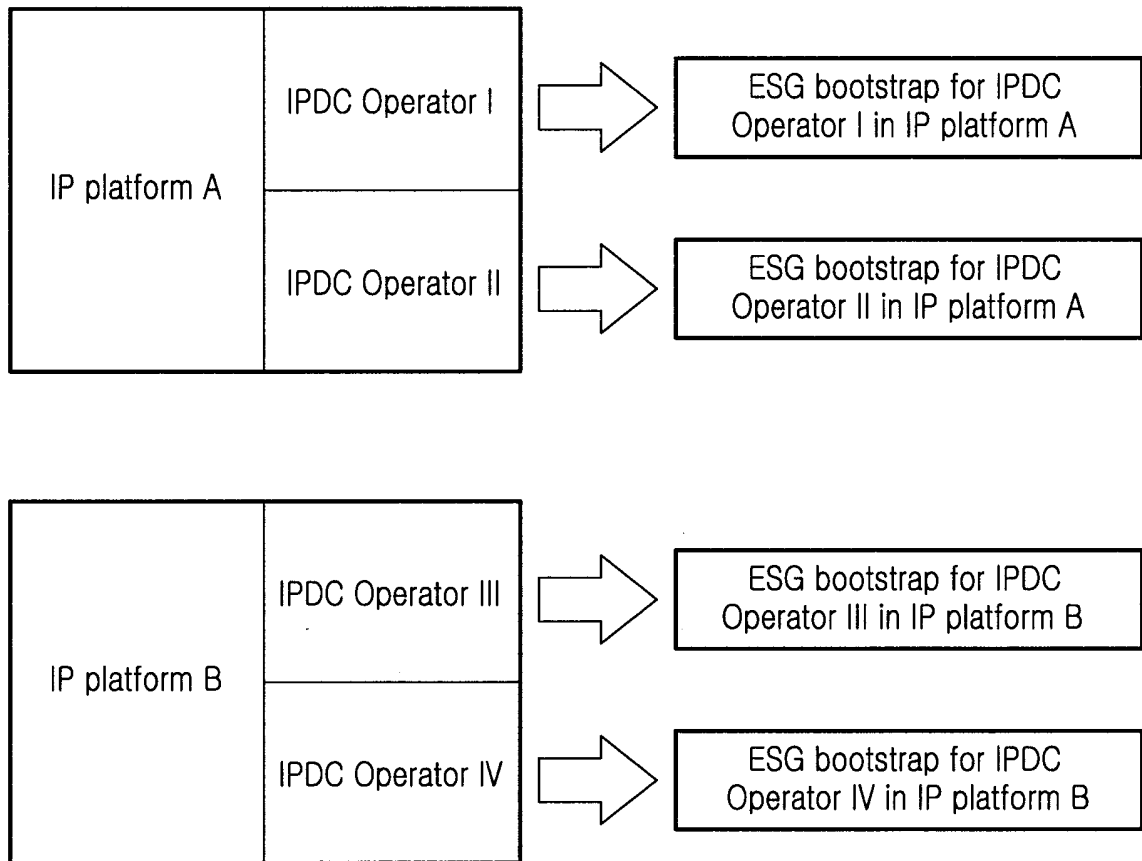 IP platform A
IPDC Operator I
ESG bootstrap for IPDC
Operator I in IP platform A
IPDC Operator II
ESG bootstrap for IPDC
Operator II in IP platform A
IP platform B
IPDC Operator III
ESG bootstrap for IPDC
Operator III in IP platform B
IPDC Operator IV
ESG bootstrap for IPDC
Operator IV in IP platform B